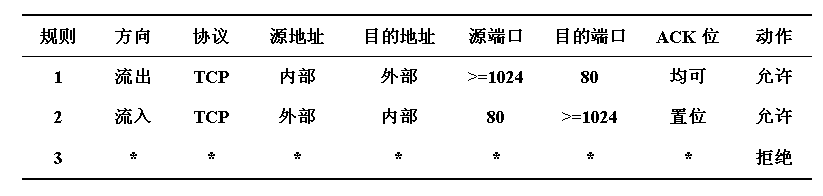 规则 方向 协议 源地址 目的地址 源端口 目的端口 ACK 位 动作
1 流出 TCP 内部 外部 >=1024 80 均可 允许
2 流入 TCP 外部 内部 80 >=1024 置位 允许
3 * * * * * * * 拒绝